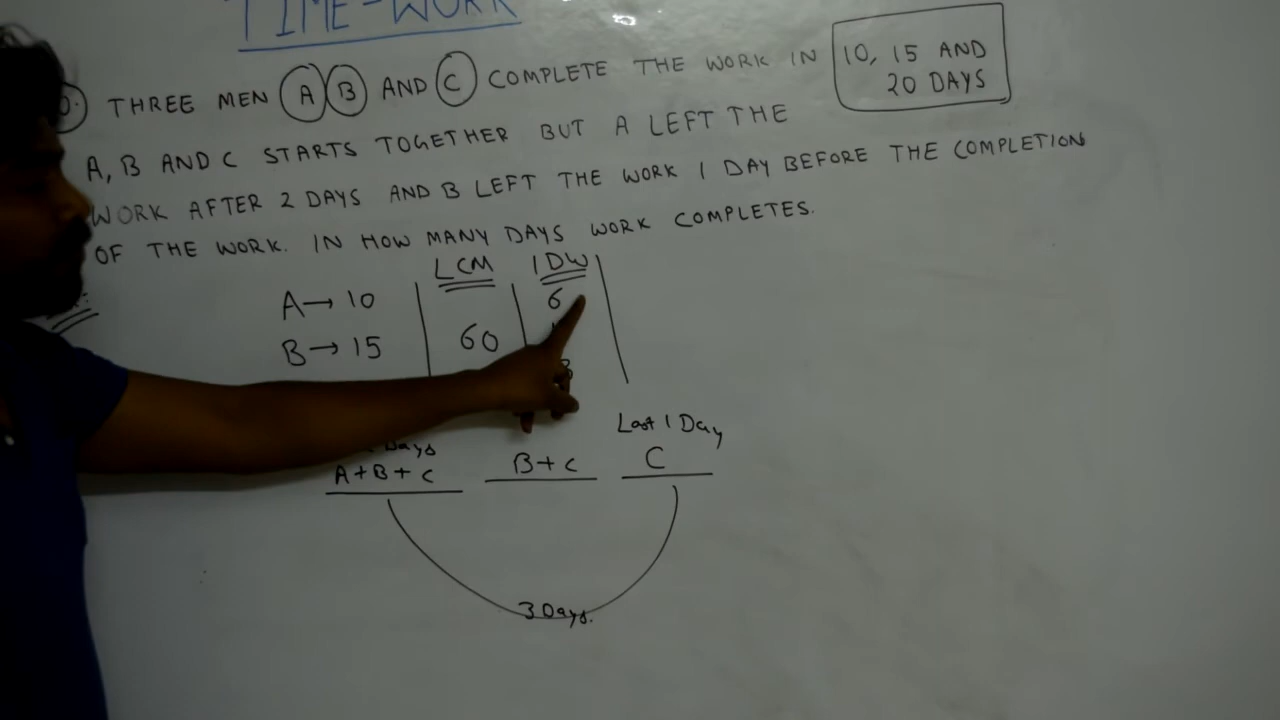 TIME-WORK
THREE MEN A B AND C COMPLETE THE WORK IN 10, 15 AND
20 DAYS
A, B AND C STARTS TOGETHER BUT A LEFT THE
WORK AFTER 2 DAYS AND B LEFT THE WORK 1 DAY BEFORE THE COMPLETION
OF THE WORK. IN HOW MANY DAYS WORK COMPLETES.
LCM 1DW
A→10 6
B→15 60
Days Last 1 Day
A+B+C B+C C
3 Days.